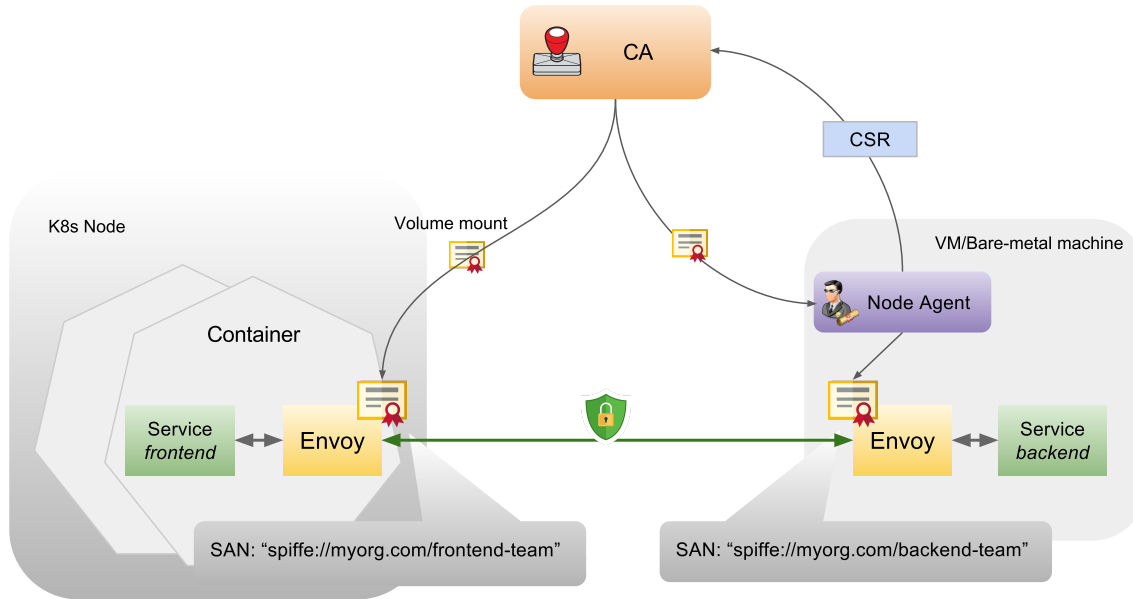 CA
CSR
K8s Node
Volume mount
VM/Bare-metal machine
Node Agent
Container
Service
frontend
Envoy
Envoy
Service
backend
SAN: “spiffe://myorg.com/frontend-team”
SAN: “spiffe://myorg.com/backend-team”